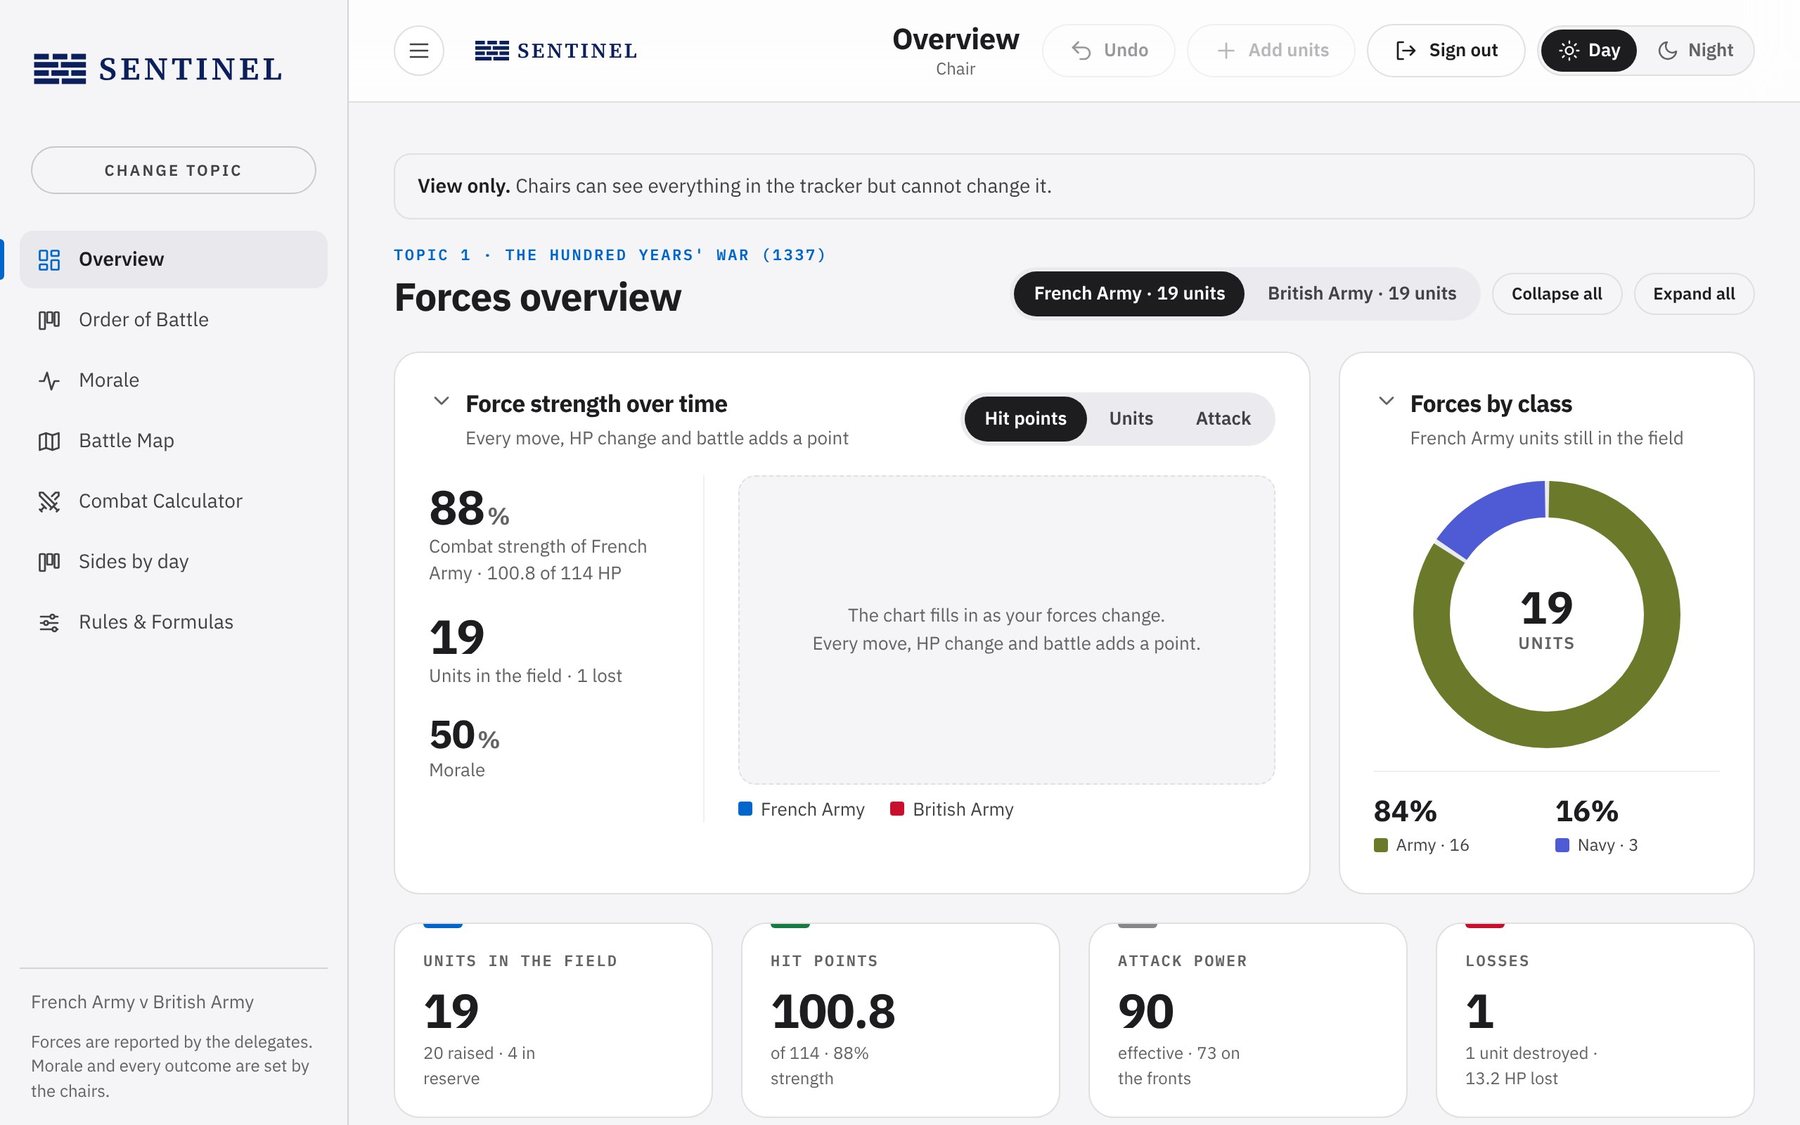 SENTINEL
CHANGE TOPIC
Overview
Order of Battle
Morale
Battle Map
Combat Calculator
Sides by day
Rules & Formulas
French Army v British Army
Forces are reported by the delegates.
Morale and every outcome are set by
the chairs.
SENTINEL
Overview
Chair
Undo
Add units
Sign out
Day
Night
View only. Chairs can see everything in the tracker but cannot change it.
TOPIC 1 · THE HUNDRED YEARS' WAR (1337)
Forces overview
French Army · 19 units
British Army · 19 units
Collapse all
Expand all
Force strength over time
Every move, HP change and battle adds a point
Hit points
Units
Attack
88%
Combat strength of French
Army · 100.8 of 114 HP
19
Units in the field · 1 lost
50%
Morale
The chart fills in as your forces change.
Every move, HP change and battle adds a point.
French Army
British Army
Forces by class
French Army units still in the field
19
UNITS
84%
Army · 16
16%
Navy · 3
UNITS IN THE FIELD
19
20 raised · 4 in
reserve
HIT POINTS
100.8
of 114 · 88%
strength
ATTACK POWER
90
effective · 73 on
the fronts
LOSSES
1
1 unit destroyed ·
13.2 HP lost